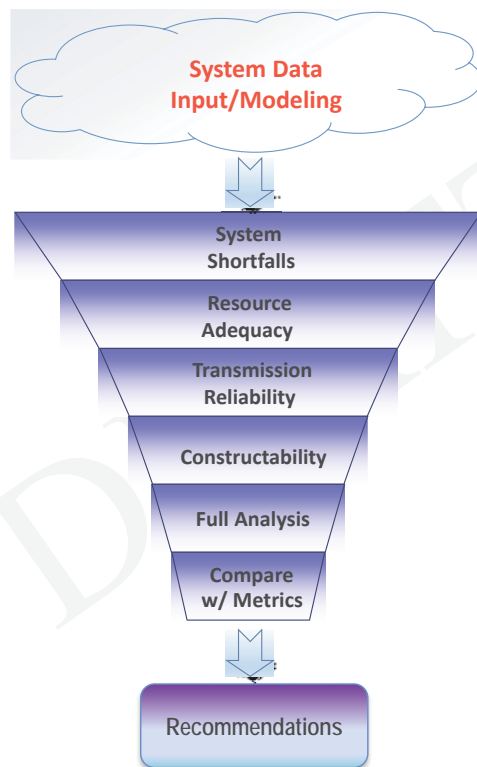 System Data
Input/Modeling
System
Shortfalls
Resource
Adequacy
Transmission
Reliability
Constructability
Full Analysis
Compare
w/ Metrics
Recommendations